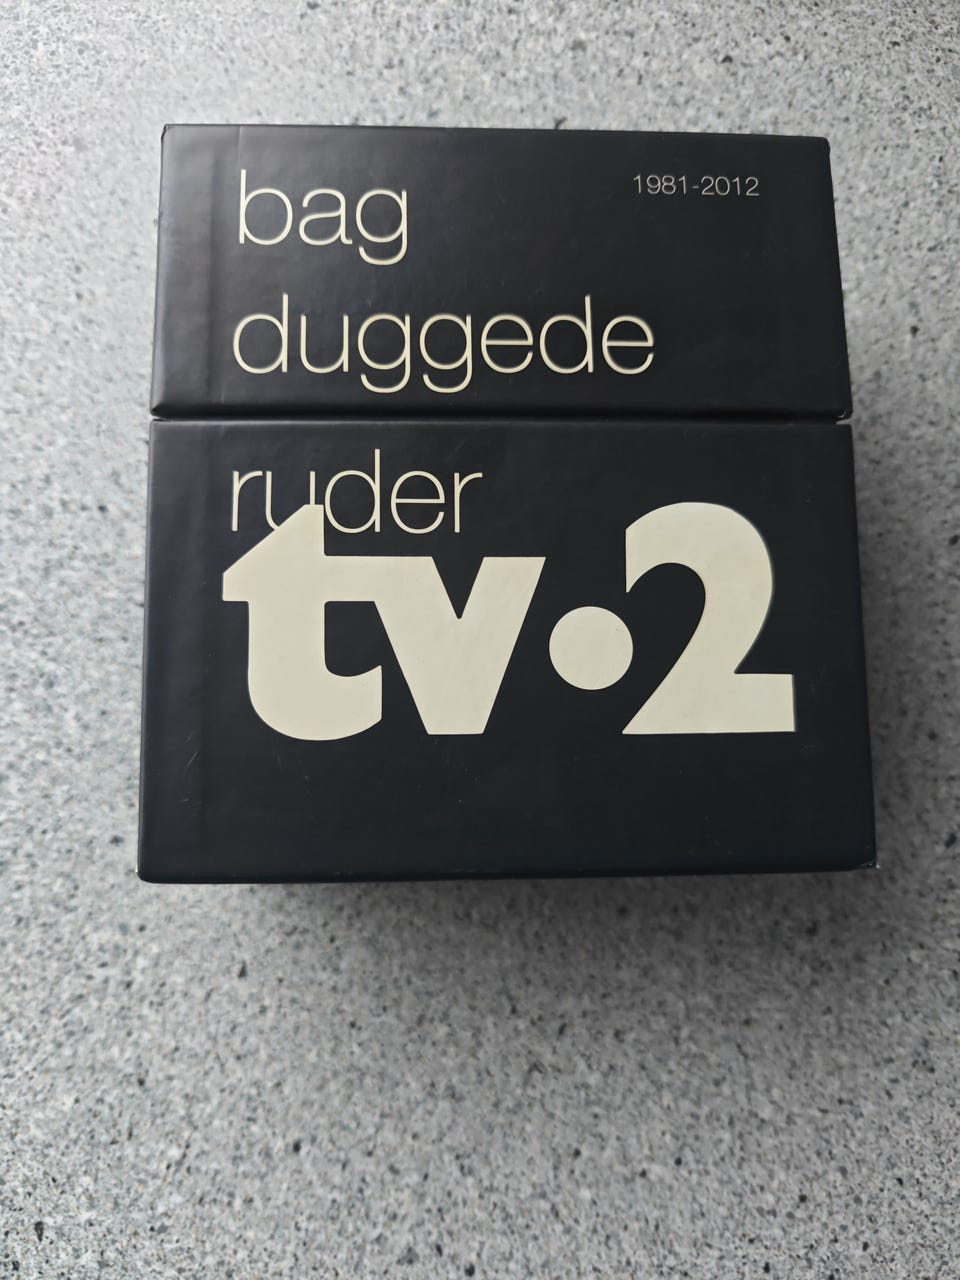 bag
1981-2012
duggede
ruder
tv·2